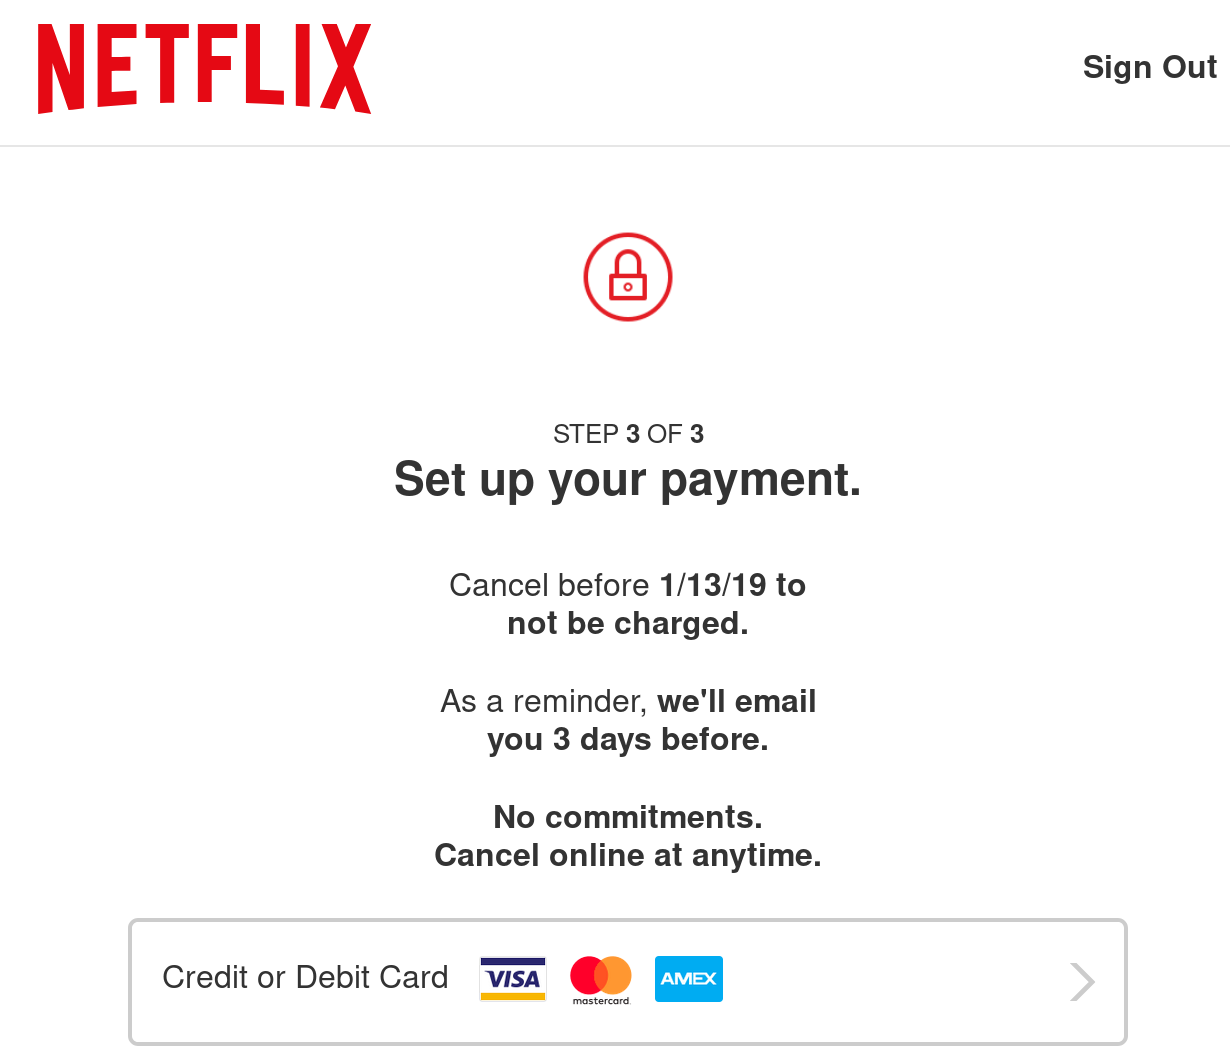 NETFLIX
Sign Out
STEP 3 OF 3
Set up your payment.
Cancel before 1/13/19 to
not be charged.
As a reminder, we'll email
you 3 days before.
No commitments.
Cancel online at anytime.
Credit or Debit Card VISA mastercard. AMEX